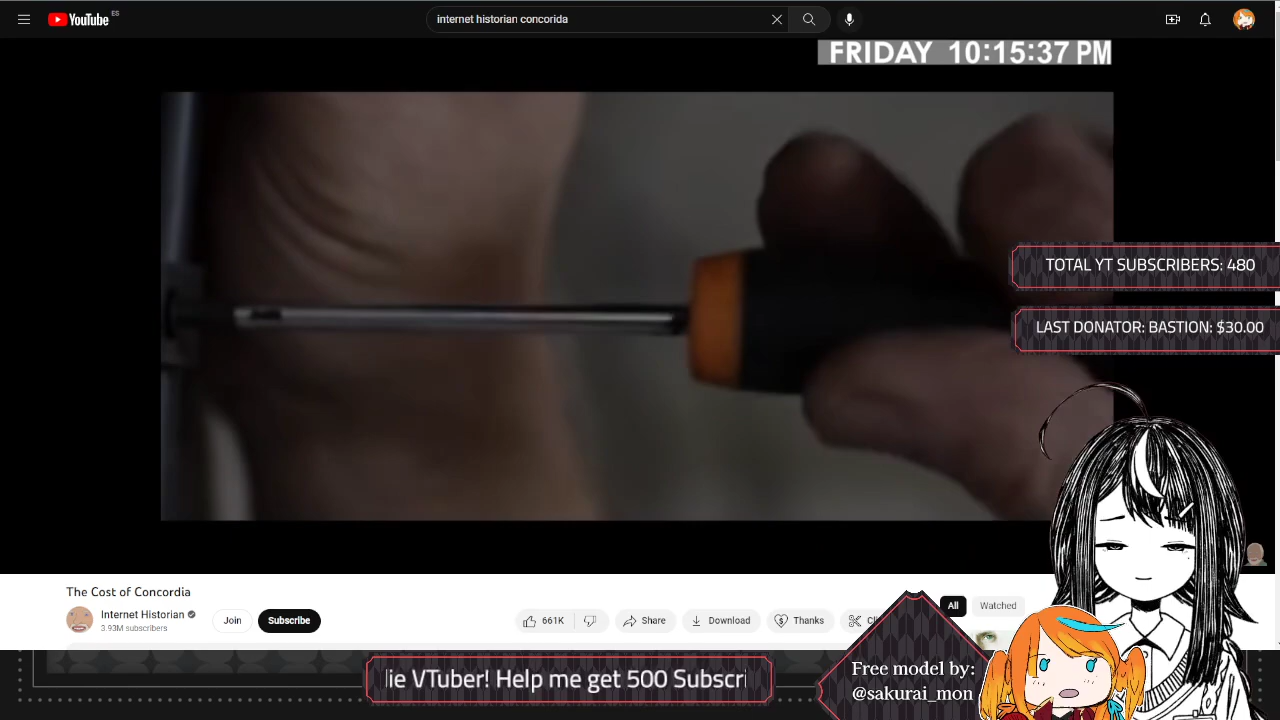 YouTube ES
internet historian concorida
FRIDAY 10:15:37 PM
TOTAL YT SUBSCRIBERS: 480
LAST DONATOR: BASTION: $30.00
The Cost of Concordia
Internet Historian
3.93M subscribers
Join
Subscribe
661K
Share
Download
Thanks
All
Watched
ie VTuber! Help me get 500 Subscri
Free model by:
@sakurai_mon